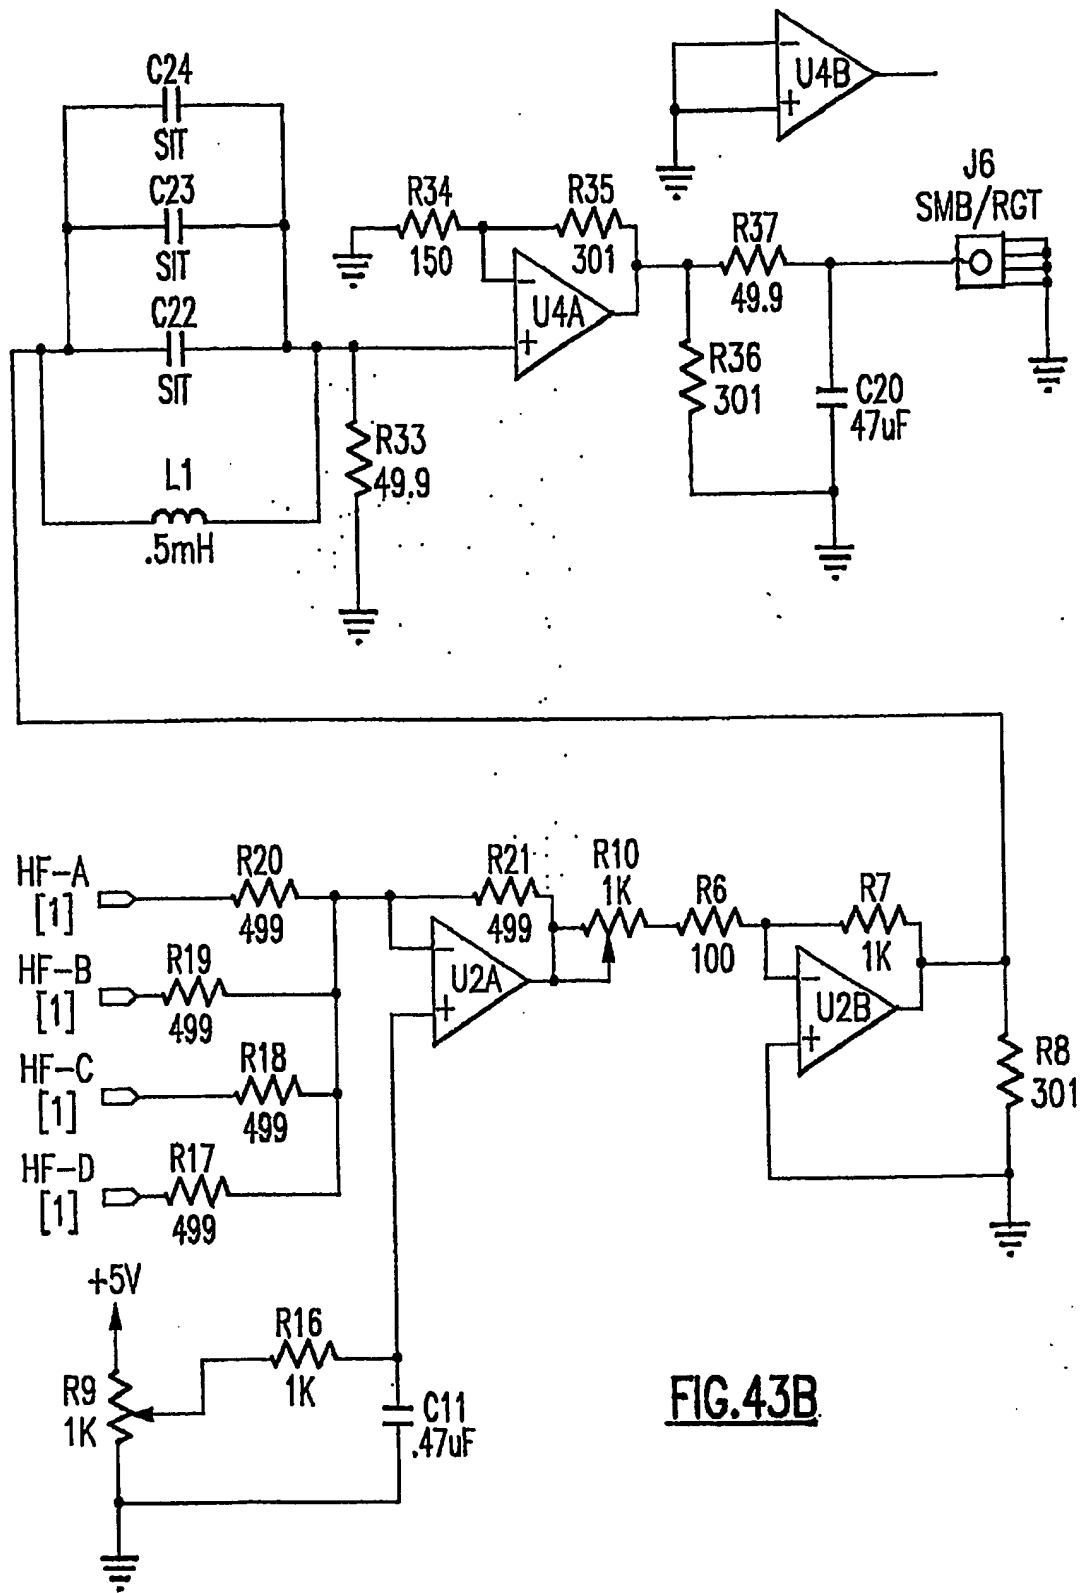 C24
SIT
C23
SIT
C22
SIT
L1
.5mH
R34
150
R35
301
−
+
U4A
−
+
U4B
R33
49.9
R37
49.9
R36
301
C20
47uF
J6
SMB/RGT
HF-A
[1]
R20
499
HF-B
[1]
R19
499
HF-C
[1]
R18
499
HF-D
[1]
R17
499
R21
499
−
+
U2A
R10
1K
R6
100
R7
1K
−
+
U2B
R8
301
+5V
R9
1K
R16
1K
C11
.47uF
FIG.43B